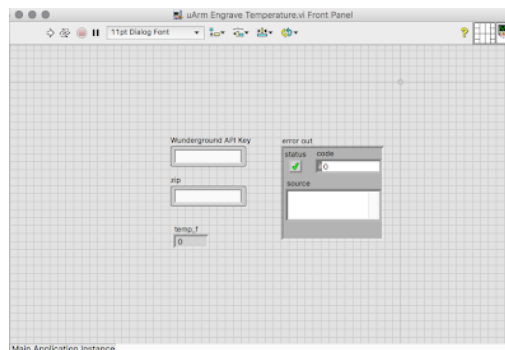 uArm Engrave Temperature.vi Front Panel
11pt Dialog Font
Wunderground API Key
zip
temp_f
0
error out
status code
0
source
Main Application Instance